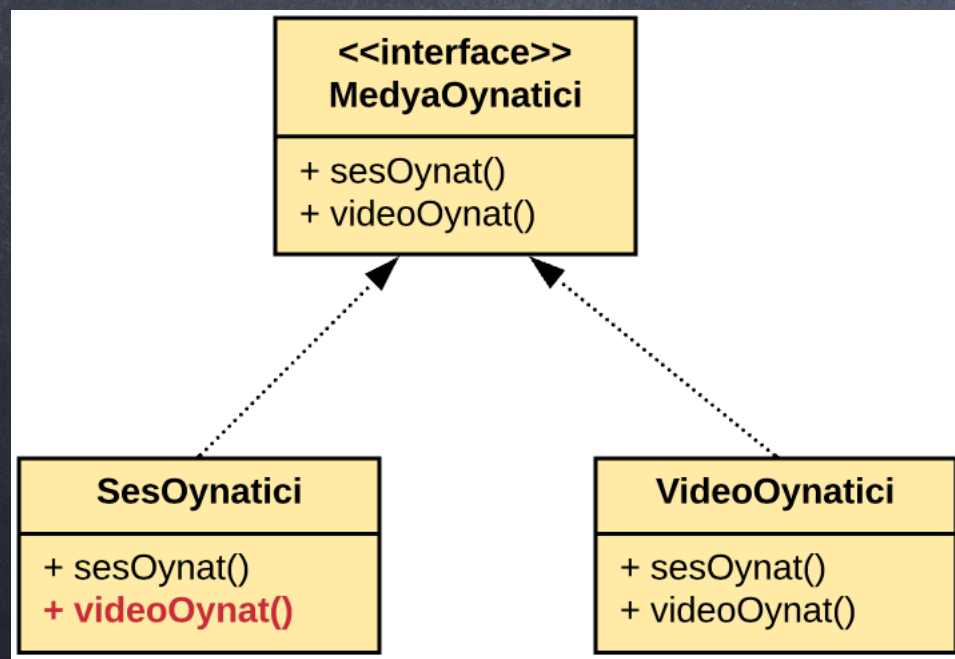 <<interface>>
MedyaOynatici
+ sesOynat()
+ videoOynat()
SesOynatici
+ sesOynat()
+ videoOynat()
VideoOynatici
+ sesOynat()
+ videoOynat()